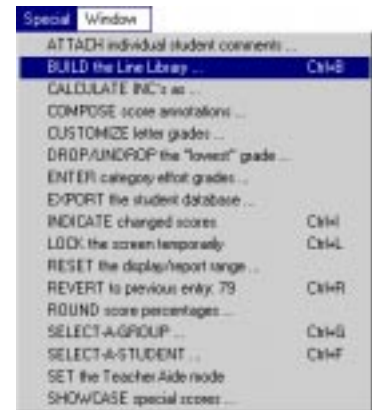 Special Window
ATTACH individual student comments ...
BUILD the Line Library ... Ctrl+B
CALCULATE INC's as ...
COMPOSE score annotations ...
CUSTOMIZE letter grades ...
DROP/UNDROP the "lowest" grade ...
ENTER category effort grades ...
EXPORT the student database ...
INDICATE changed scores Ctrl+I
LOCK the screen temporarily Ctrl+L
RESET the display/report range ...
REVERT to previous entry: 79 Ctrl+R
ROUND score percentages ...
SELECT-A-GROUP ... Ctrl+G
SELECT-A-STUDENT ... Ctrl+F
SET the Teacher Aide mode
SHOWCASE special scores ...